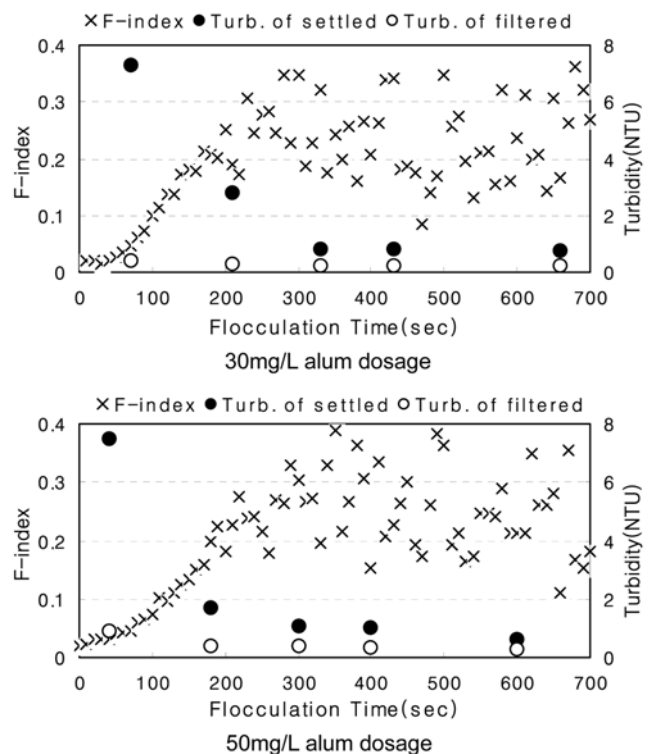 ×F-index ●Turb. of settled ○Turb. of filtered
0.4
0.3
0.2
0.1
0
F-index
8
6
4
2
0
Turbidity(NTU)
0 100 200 300 400 500 600 700
Flocculation Time(sec)
30mg/L alum dosage
×F-index ●Turb. of settled ○Turb. of filtered
0.4
0.3
0.2
0.1
0
F-index
8
6
4
2
0
Turbidity(NTU)
0 100 200 300 400 500 600 700
Flocculation Time(sec)
50mg/L alum dosage